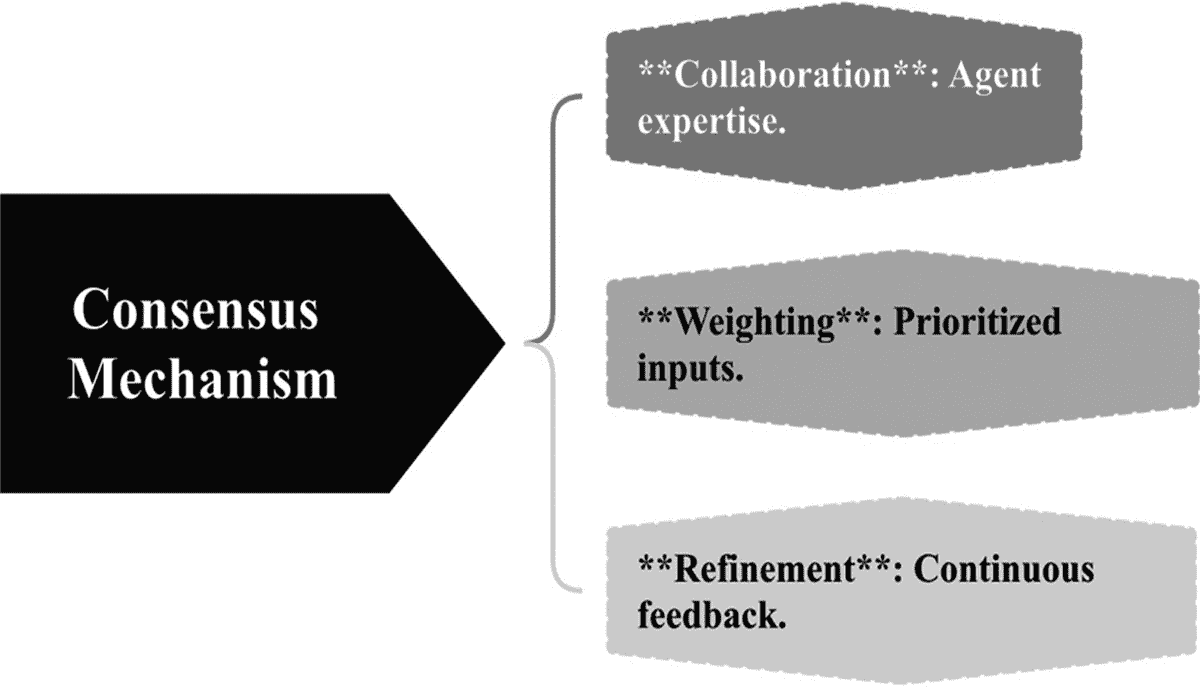 Consensus
Mechanism
**Collaboration**: Agent
expertise.
**Weighting**: Prioritized
inputs.
**Refinement**: Continuous
feedback.